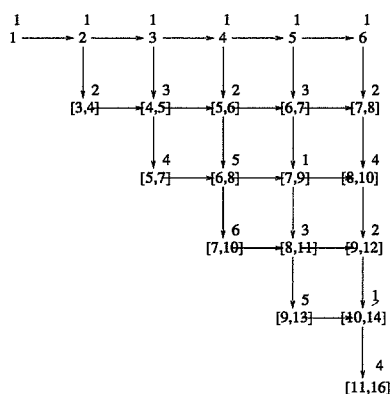 1 1 1 1 1 1
1 2 3 4 5 6
2 3 2 3 2
[3,4] [4,5] [5,6] [6,7] [7,8]
4 5 1 4
[5,7] [6,8] [7,9] [8,10]
6 3 2
[7,10] [8,11] [9,12]
5 1
[9,13] [10,14]
4
[11,16]